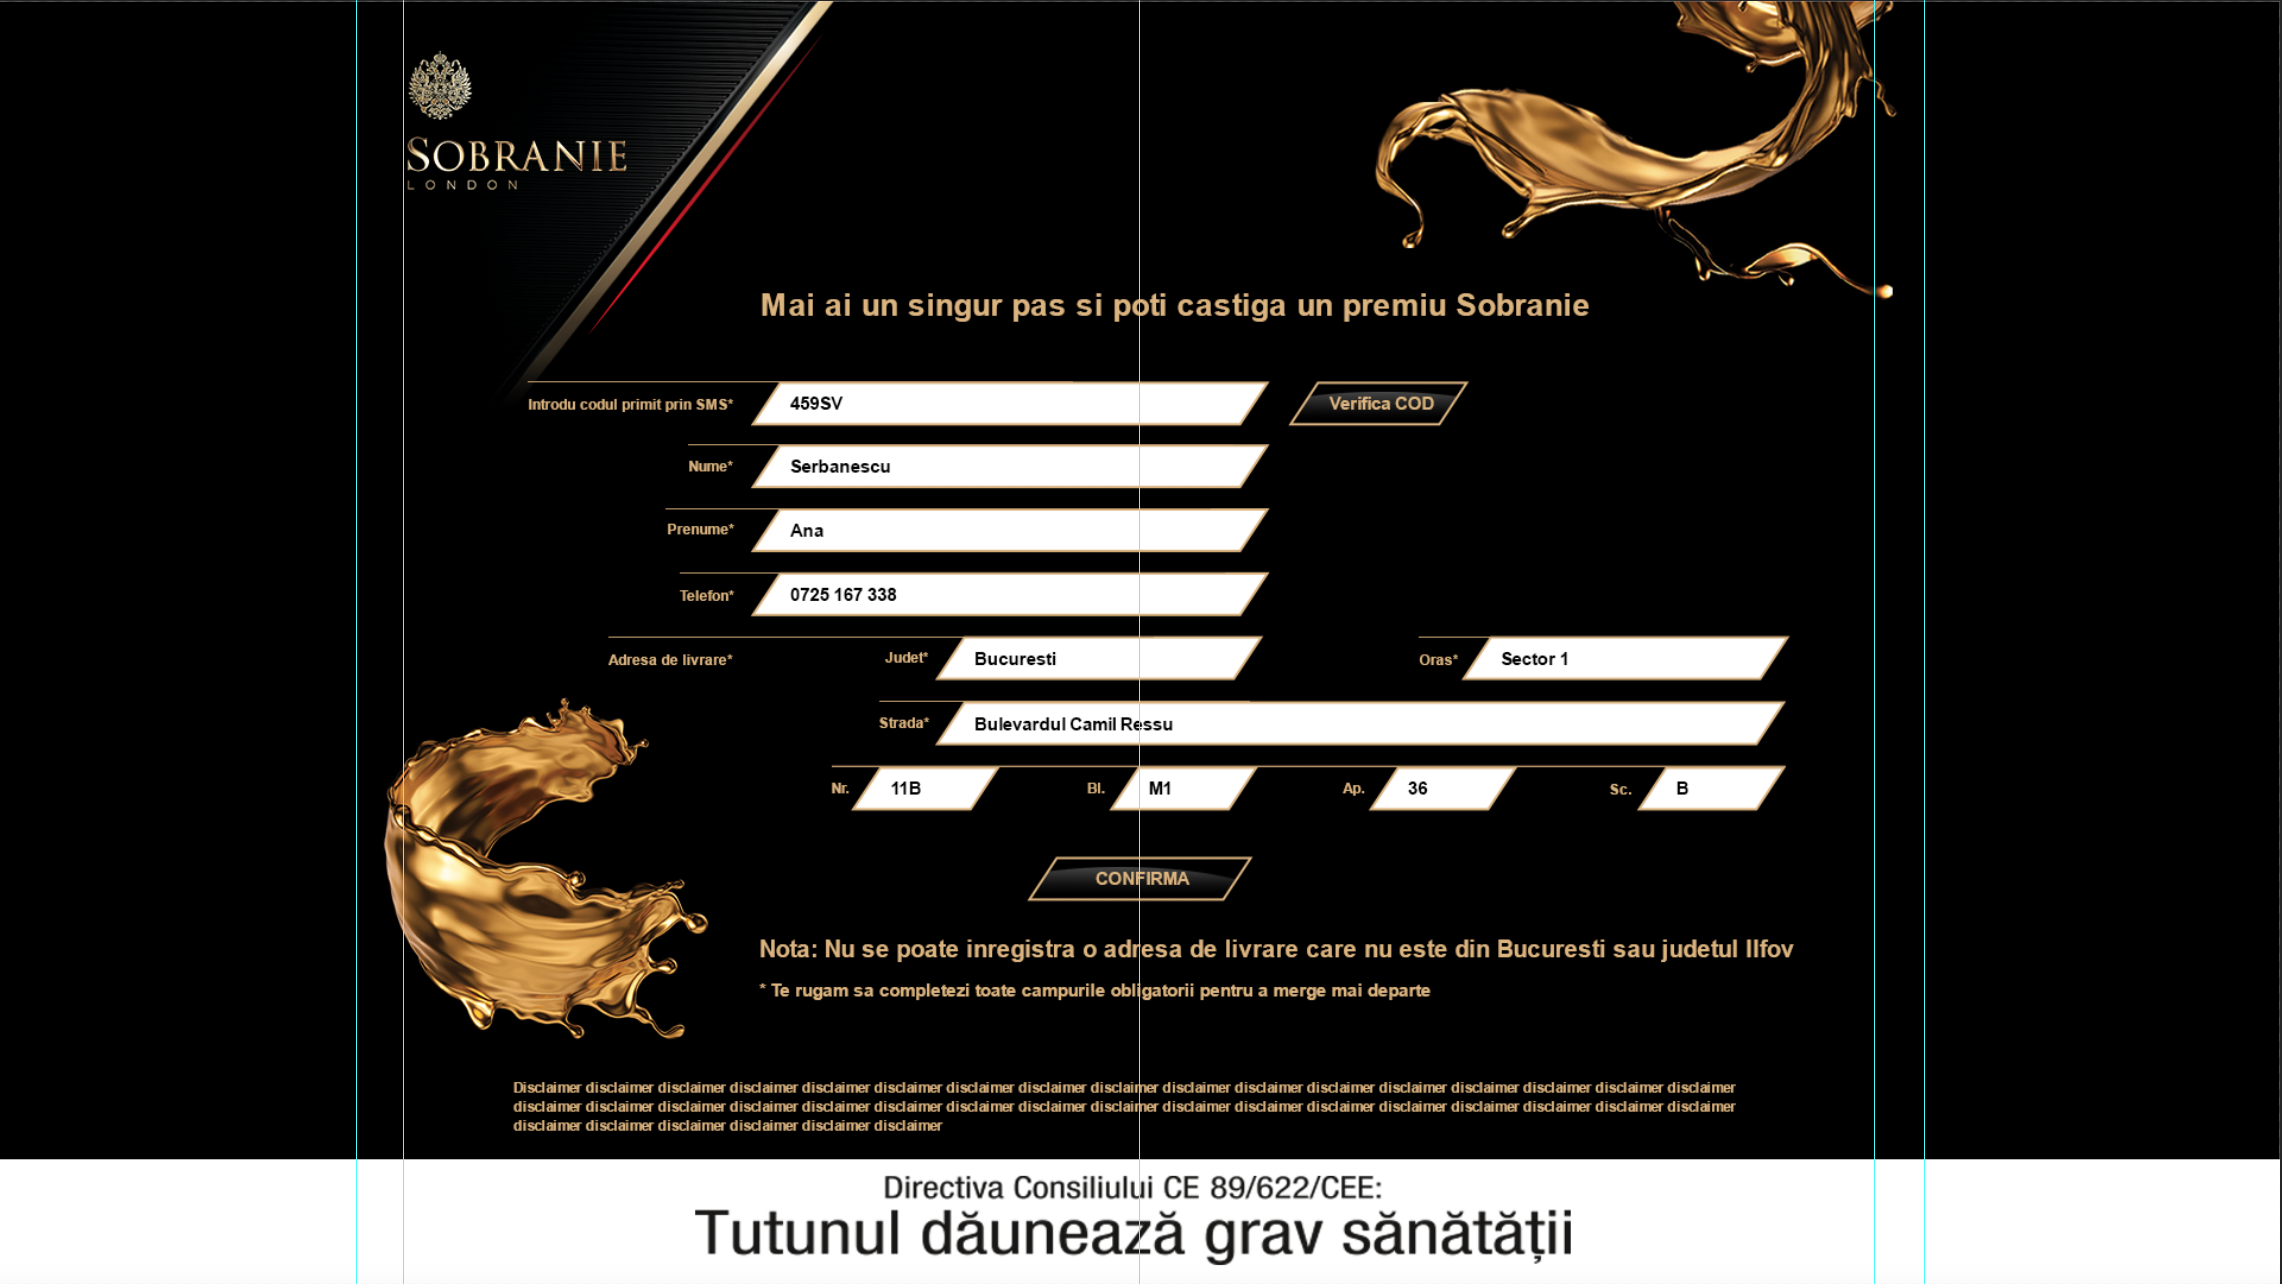 SOBRANIE
LONDON
Mai ai un singur pas si poti castiga un premiu Sobranie
Introdu codul primit prin SMS* 459SV Verifica COD
Nume* Serbanescu
Prenume* Ana
Telefon* 0725 167 338
Adresa de livrare* Judet* Bucuresti Oras* Sector 1
Strada* Bulevardul Camil Ressu
Nr. 11B Bl. M1 Ap. 36 Sc. B
CONFIRMA
Nota: Nu se poate inregistra o adresa de livrare care nu este din Bucuresti sau judetul Ilfov
* Te rugam sa completezi toate campurile obligatorii pentru a merge mai departe
Disclaimer disclaimer disclaimer disclaimer disclaimer disclaimer disclaimer disclaimer disclaimer disclaimer disclaimer disclaimer disclaimer disclaimer disclaimer disclaimer disclaimer
disclaimer disclaimer disclaimer disclaimer disclaimer disclaimer disclaimer disclaimer disclaimer disclaimer disclaimer disclaimer disclaimer disclaimer disclaimer disclaimer disclaimer
disclaimer disclaimer disclaimer disclaimer disclaimer disclaimer
Directiva Consiliului CE 89/622/CEE:
Tutunul dăunează grav sănătății